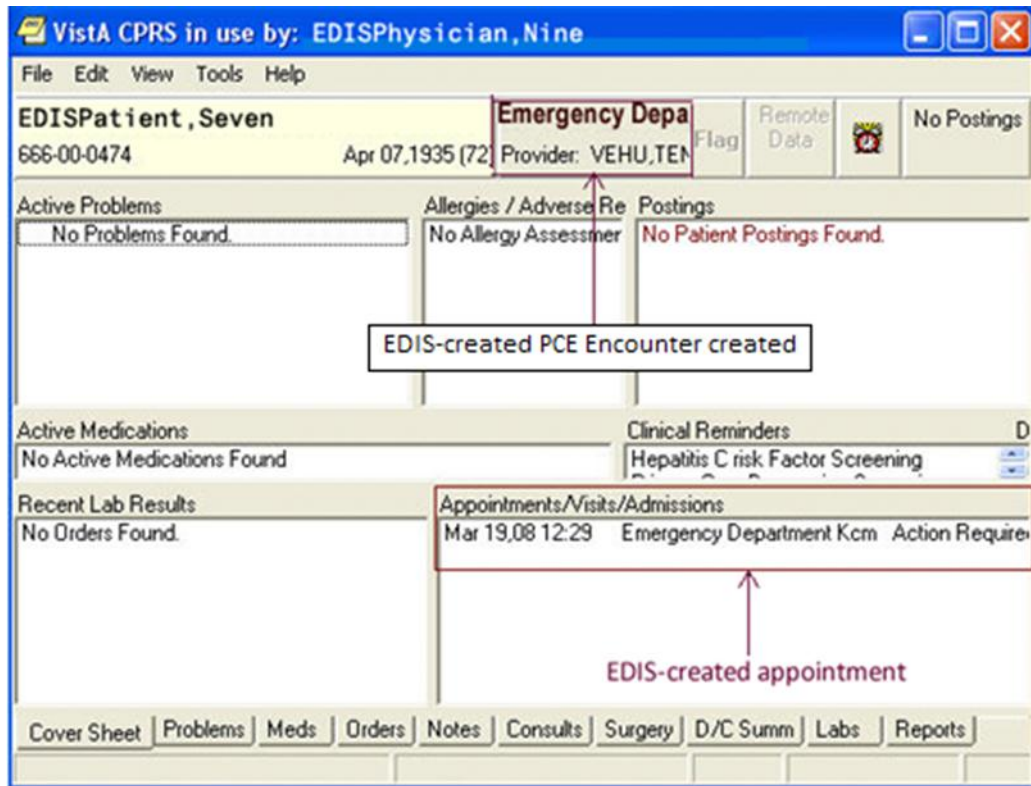 VistA CPRS in use by: EDISPhysician,Nine
File Edit View Tools Help
EDISPatient,Seven
666-00-0474 Apr 07,1935 (72)
Emergency Depa
Provider: VEHU,TEN
Flag
Remote
Data
No Postings
Active Problems
No Problems Found.
Allergies / Adverse Re
No Allergy Assessmer
Postings
No Patient Postings Found.
EDIS-created PCE Encounter created
Active Medications
No Active Medications Found
Clinical Reminders D
Hepatitis C risk Factor Screening
Recent Lab Results
No Orders Found.
Appointments/Visits/Admissions
Mar 19,08 12:29 Emergency Department Kcm Action Require
EDIS-created appointment
Cover Sheet Problems Meds Orders Notes Consults Surgery D/C Summ Labs Reports